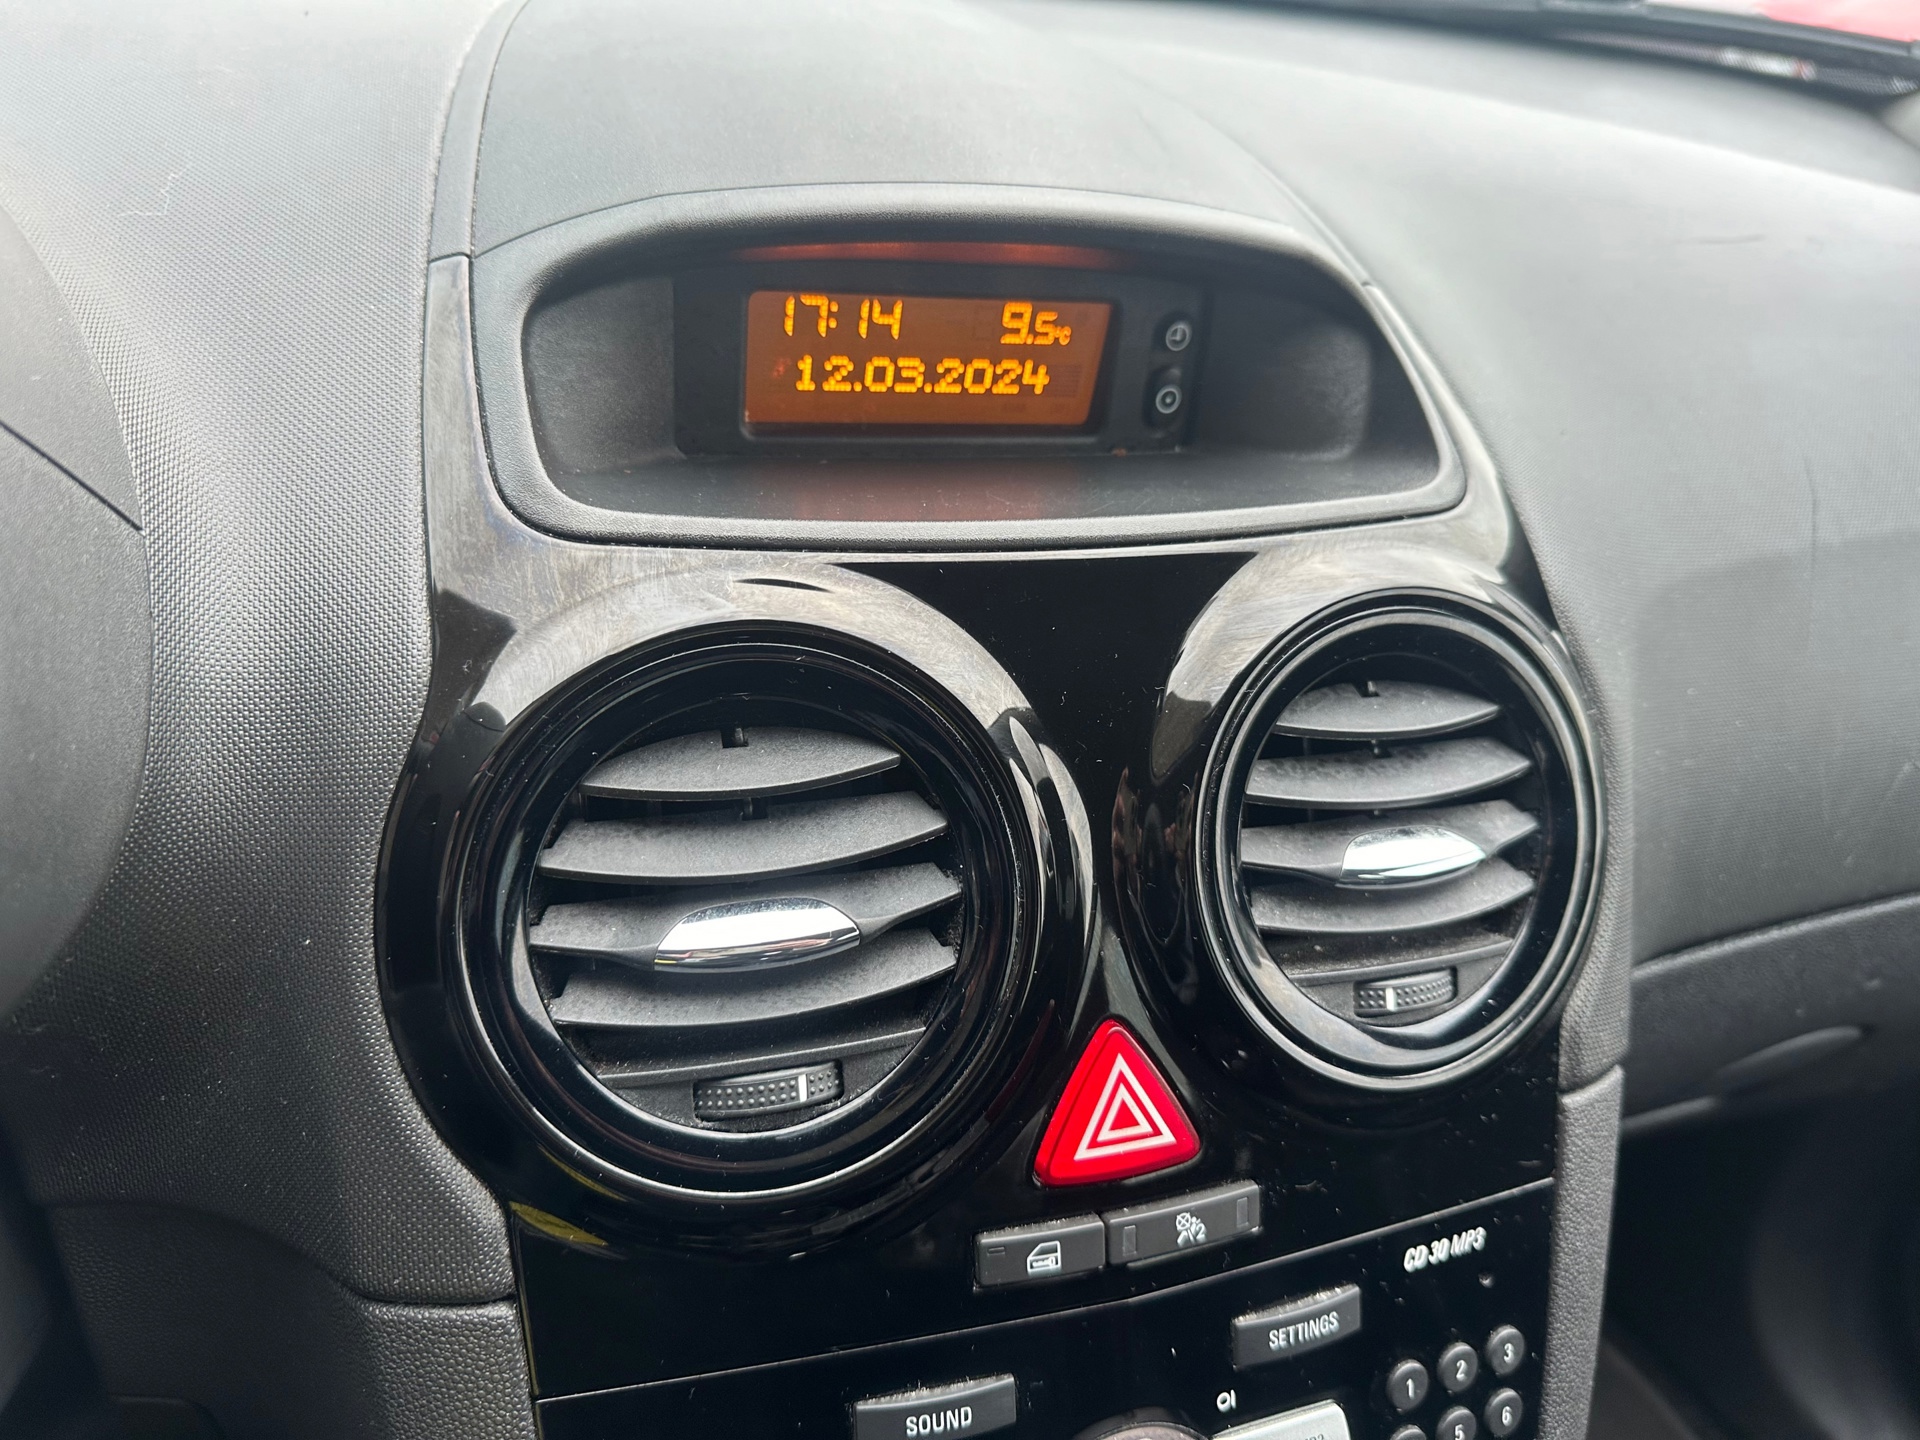 17:14 9.5°C
12.03.2024
CD 30 MP3
SETTINGS
SOUND
1 2 3
5 6